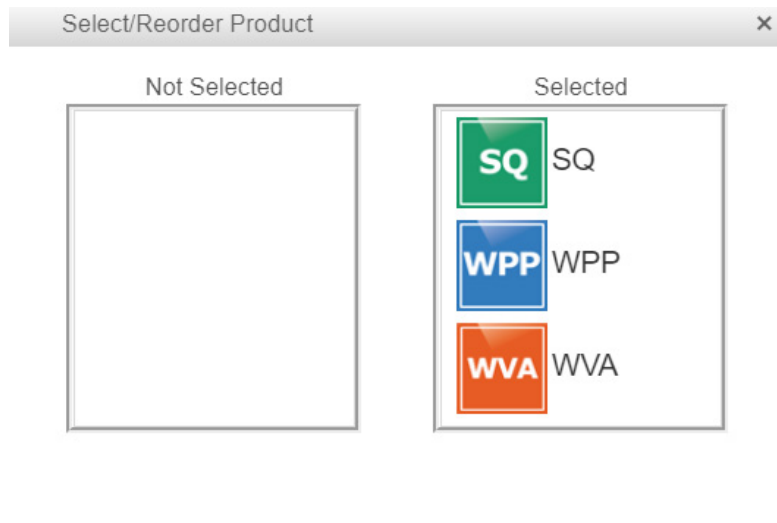 Select/Reorder Product ×
Not Selected
Selected
SQ SQ
WPP WPP
WVA WVA